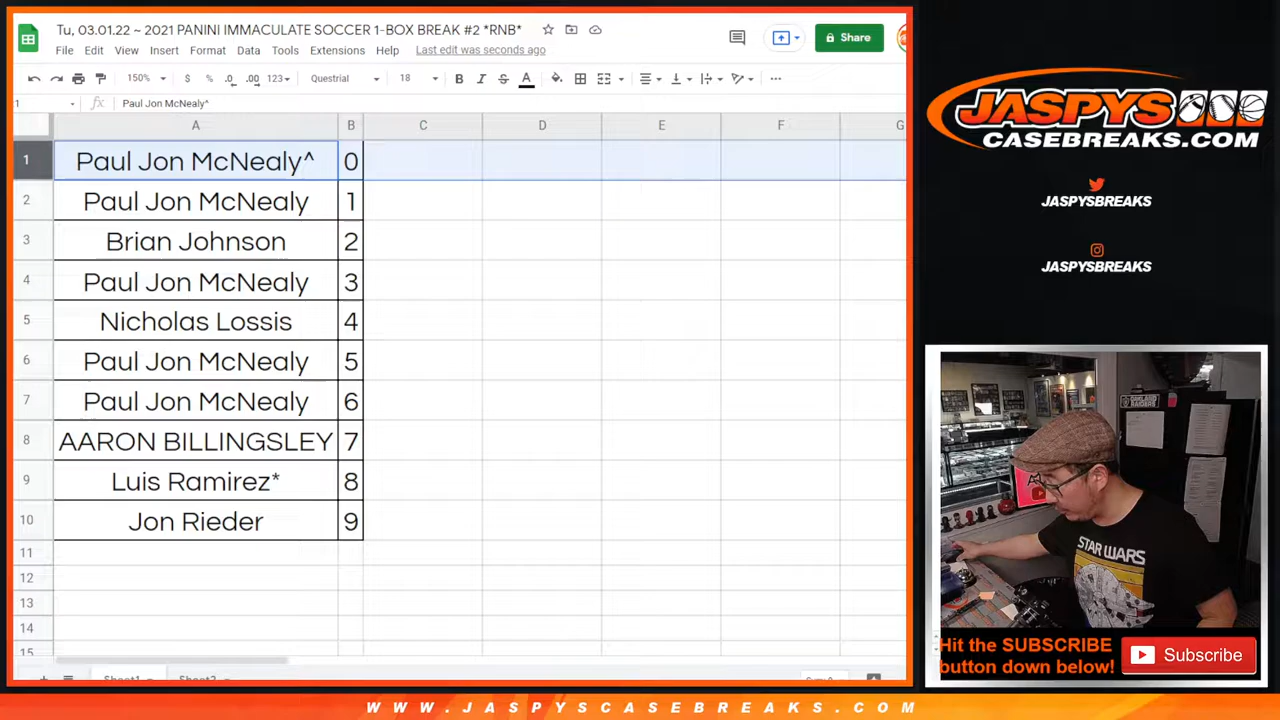 Tu, 03.01.22 ~ 2021 PANINI IMMACULATE SOCCER 1-BOX BREAK #2 *RNB*
File Edit View Insert Format Data Tools Extensions Help Last edit was seconds ago
Share
150% $ % .0 .00 123 Questrial 18 B I S A
1 fx Paul Jon McNealy^
A B C D E F G
1 Paul Jon McNealy^ 0
2 Paul Jon McNealy 1
3 Brian Johnson 2
4 Paul Jon McNealy 3
5 Nicholas Lossis 4
6 Paul Jon McNealy 5
7 Paul Jon McNealy 6
8 AARON BILLINGSLEY 7
9 Luis Ramirez* 8
10 Jon Rieder 9
11
12
13
14
15
Sheet1 Sheet2
JASPYS
CASEBREAKS.COM
JASPYSBREAKS
JASPYSBREAKS
STAR WARS
Hit the SUBSCRIBE
button down below!
Subscribe
WWW.JASPYSCASEBREAKS.COM